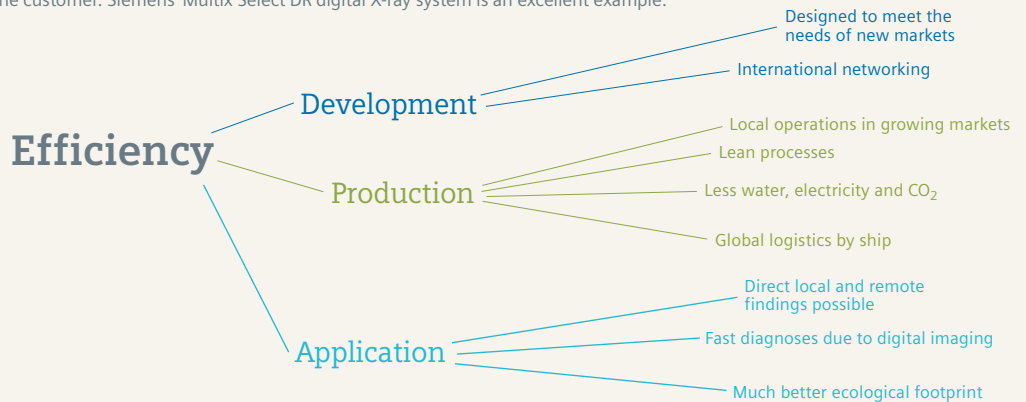 the customer. Siemens' Multix Select DR digital X-ray system is an excellent example.
Efficiency
Development
Designed to meet the
needs of new markets
International networking
Production
Local operations in growing markets
Lean processes
Less water, electricity and CO₂
Global logistics by ship
Application
Direct local and remote
findings possible
Fast diagnoses due to digital imaging
Much better ecological footprint